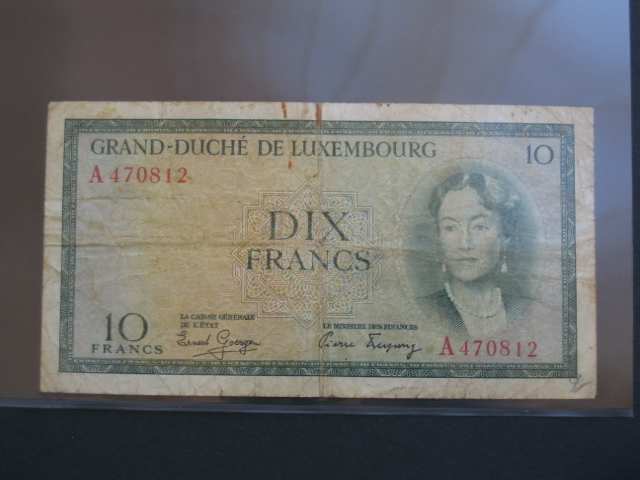 GRAND-DUCHÉ DE LUXEMBOURG
10
A 470812
DIX
FRANCS
LA CAISSE GÉNÉRALE
DE L'ÉTAT
LE MINISTRE DES FINANCES
10
FRANCS
Pierre
A 470812